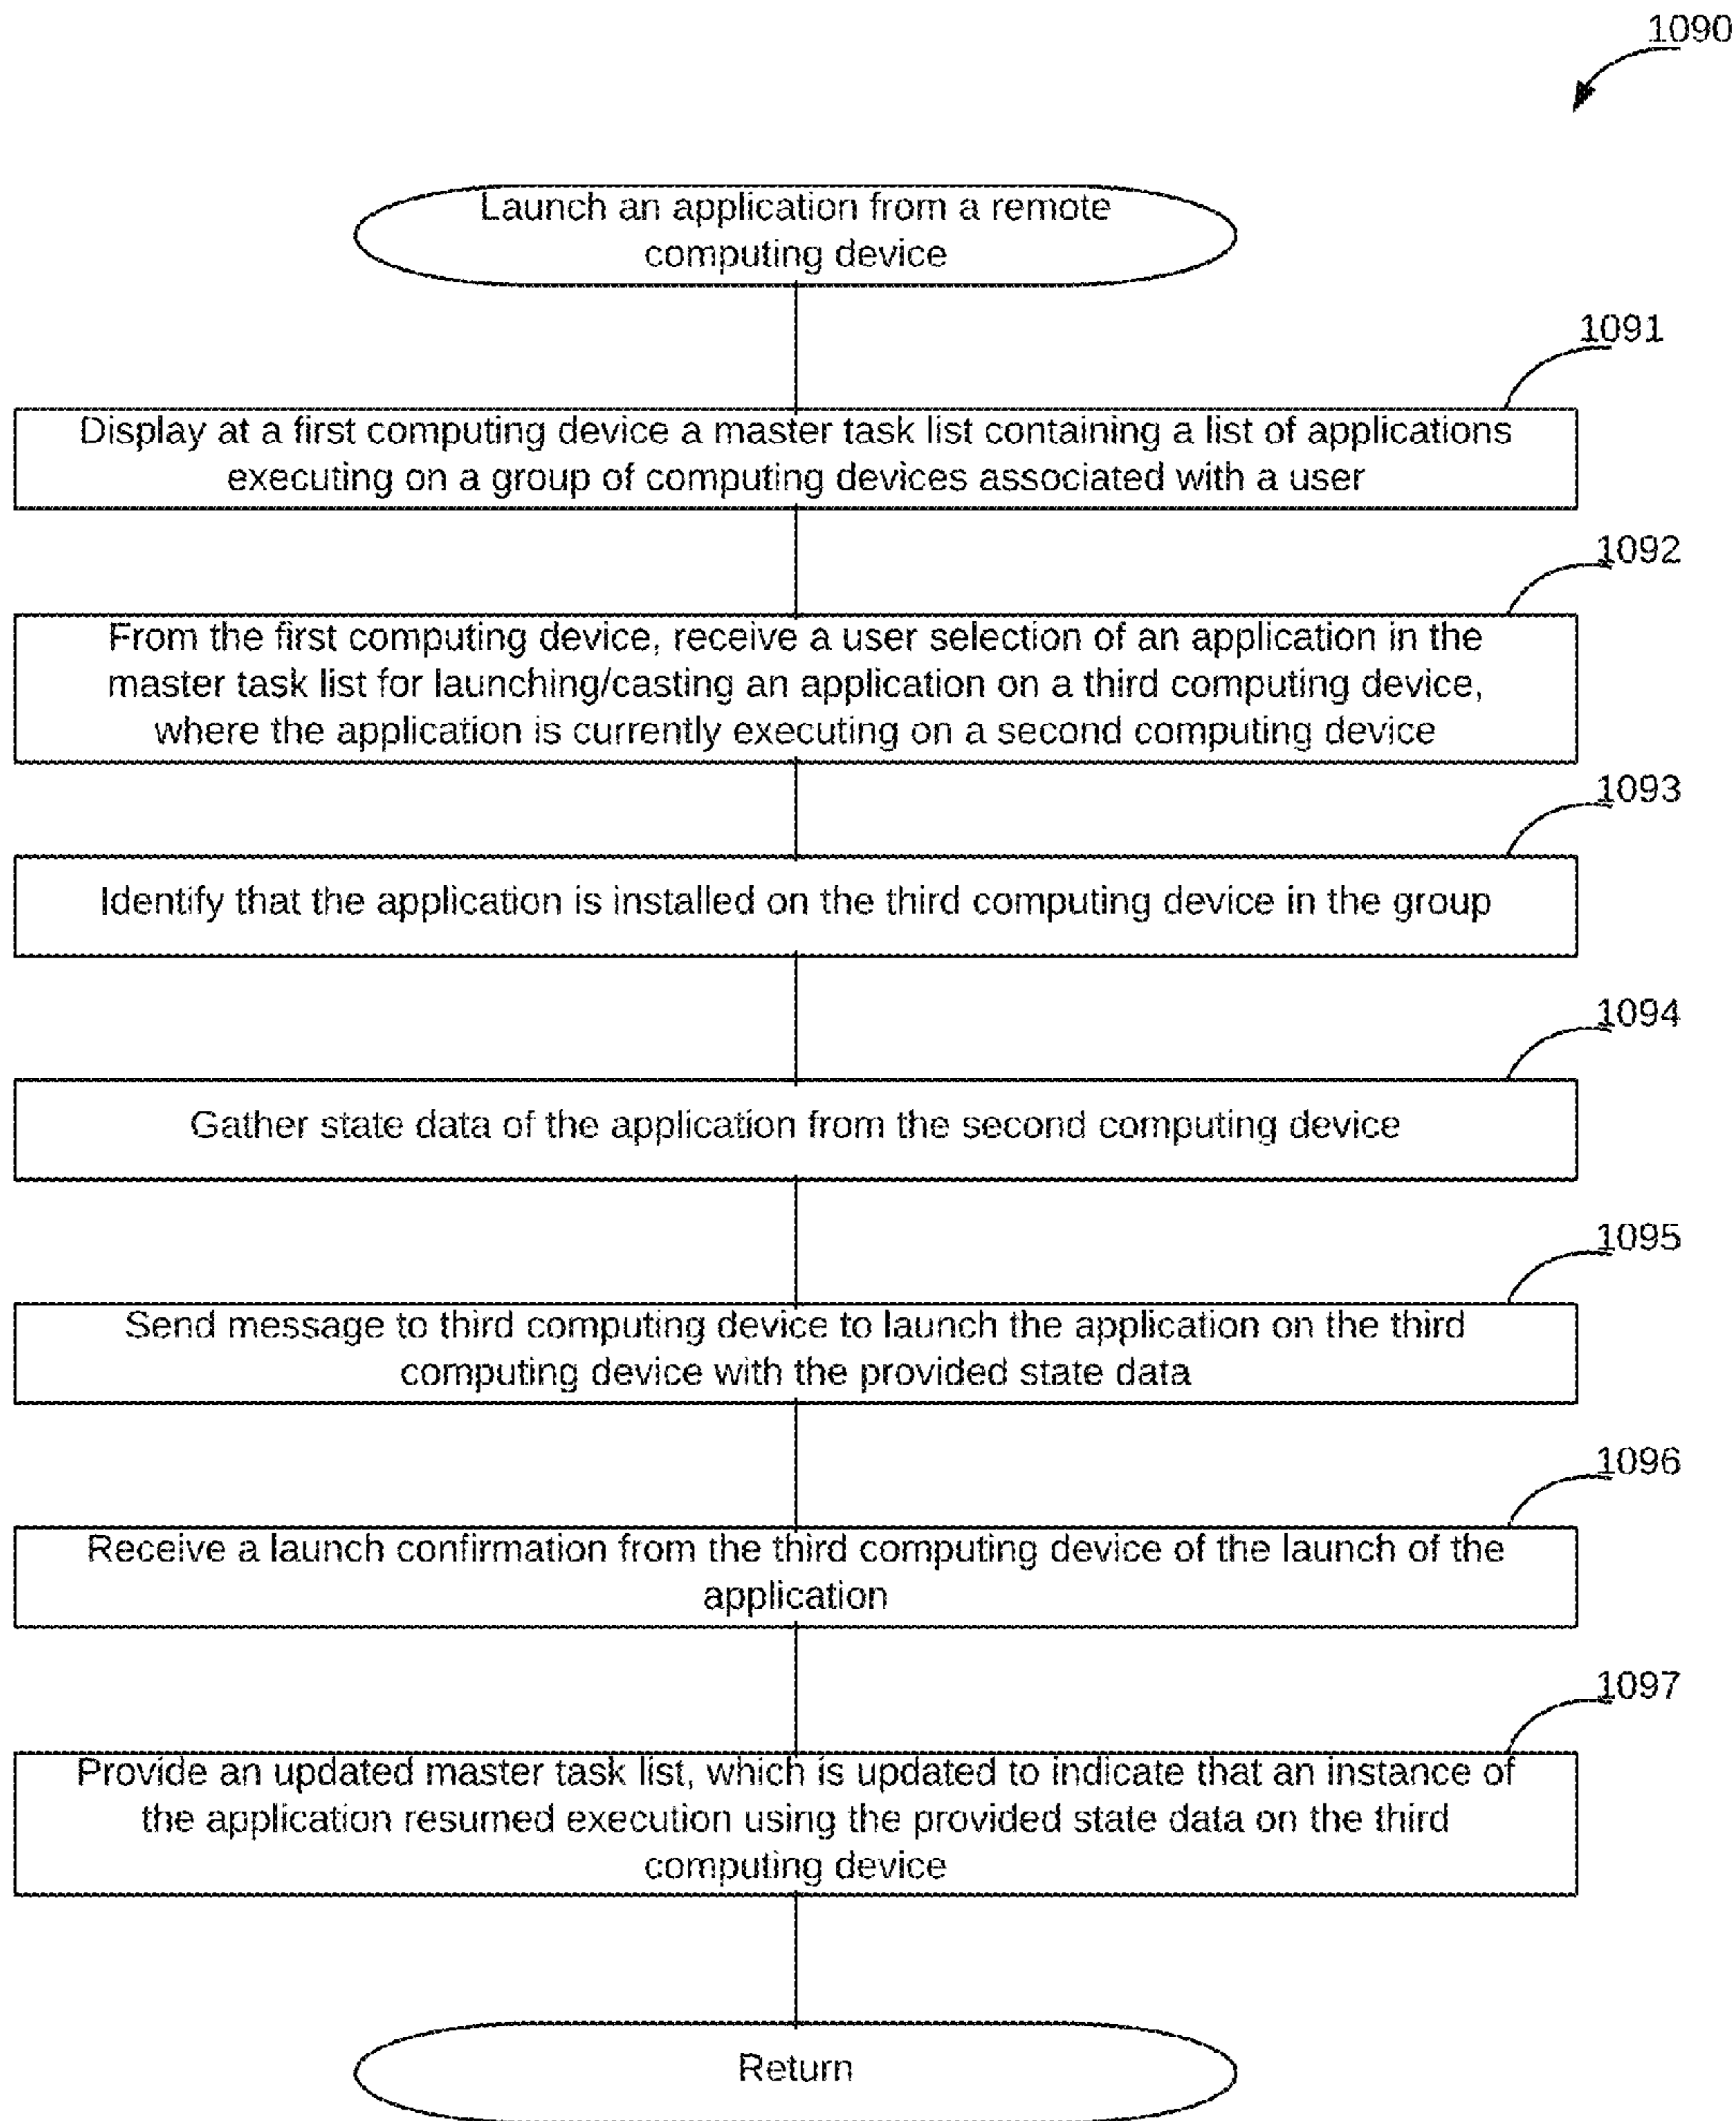 1090
Launch an application from a remote
computing device
1091
Display at a first computing device a master task list containing a list of applications
executing on a group of computing devices associated with a user
1092
From the first computing device, receive a user selection of an application in the
master task list for launching/casting an application on a third computing device,
where the application is currently executing on a second computing device
1093
Identify that the application is installed on the third computing device in the group
1094
Gather state data of the application from the second computing device
1095
Send message to third computing device to launch the application on the third
computing device with the provided state data
1096
Receive a launch confirmation from the third computing device of the launch of the
application
1097
Provide an updated master task list, which is updated to indicate that an instance of
the application resumed execution using the provided state data on the third
computing device
Return